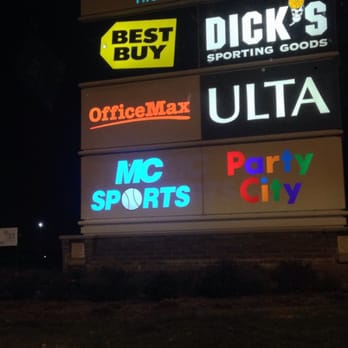 BEST
BUY
DICK'S
SPORTING GOODS
OfficeMax
ULTA
MC
SPORTS
Party
City